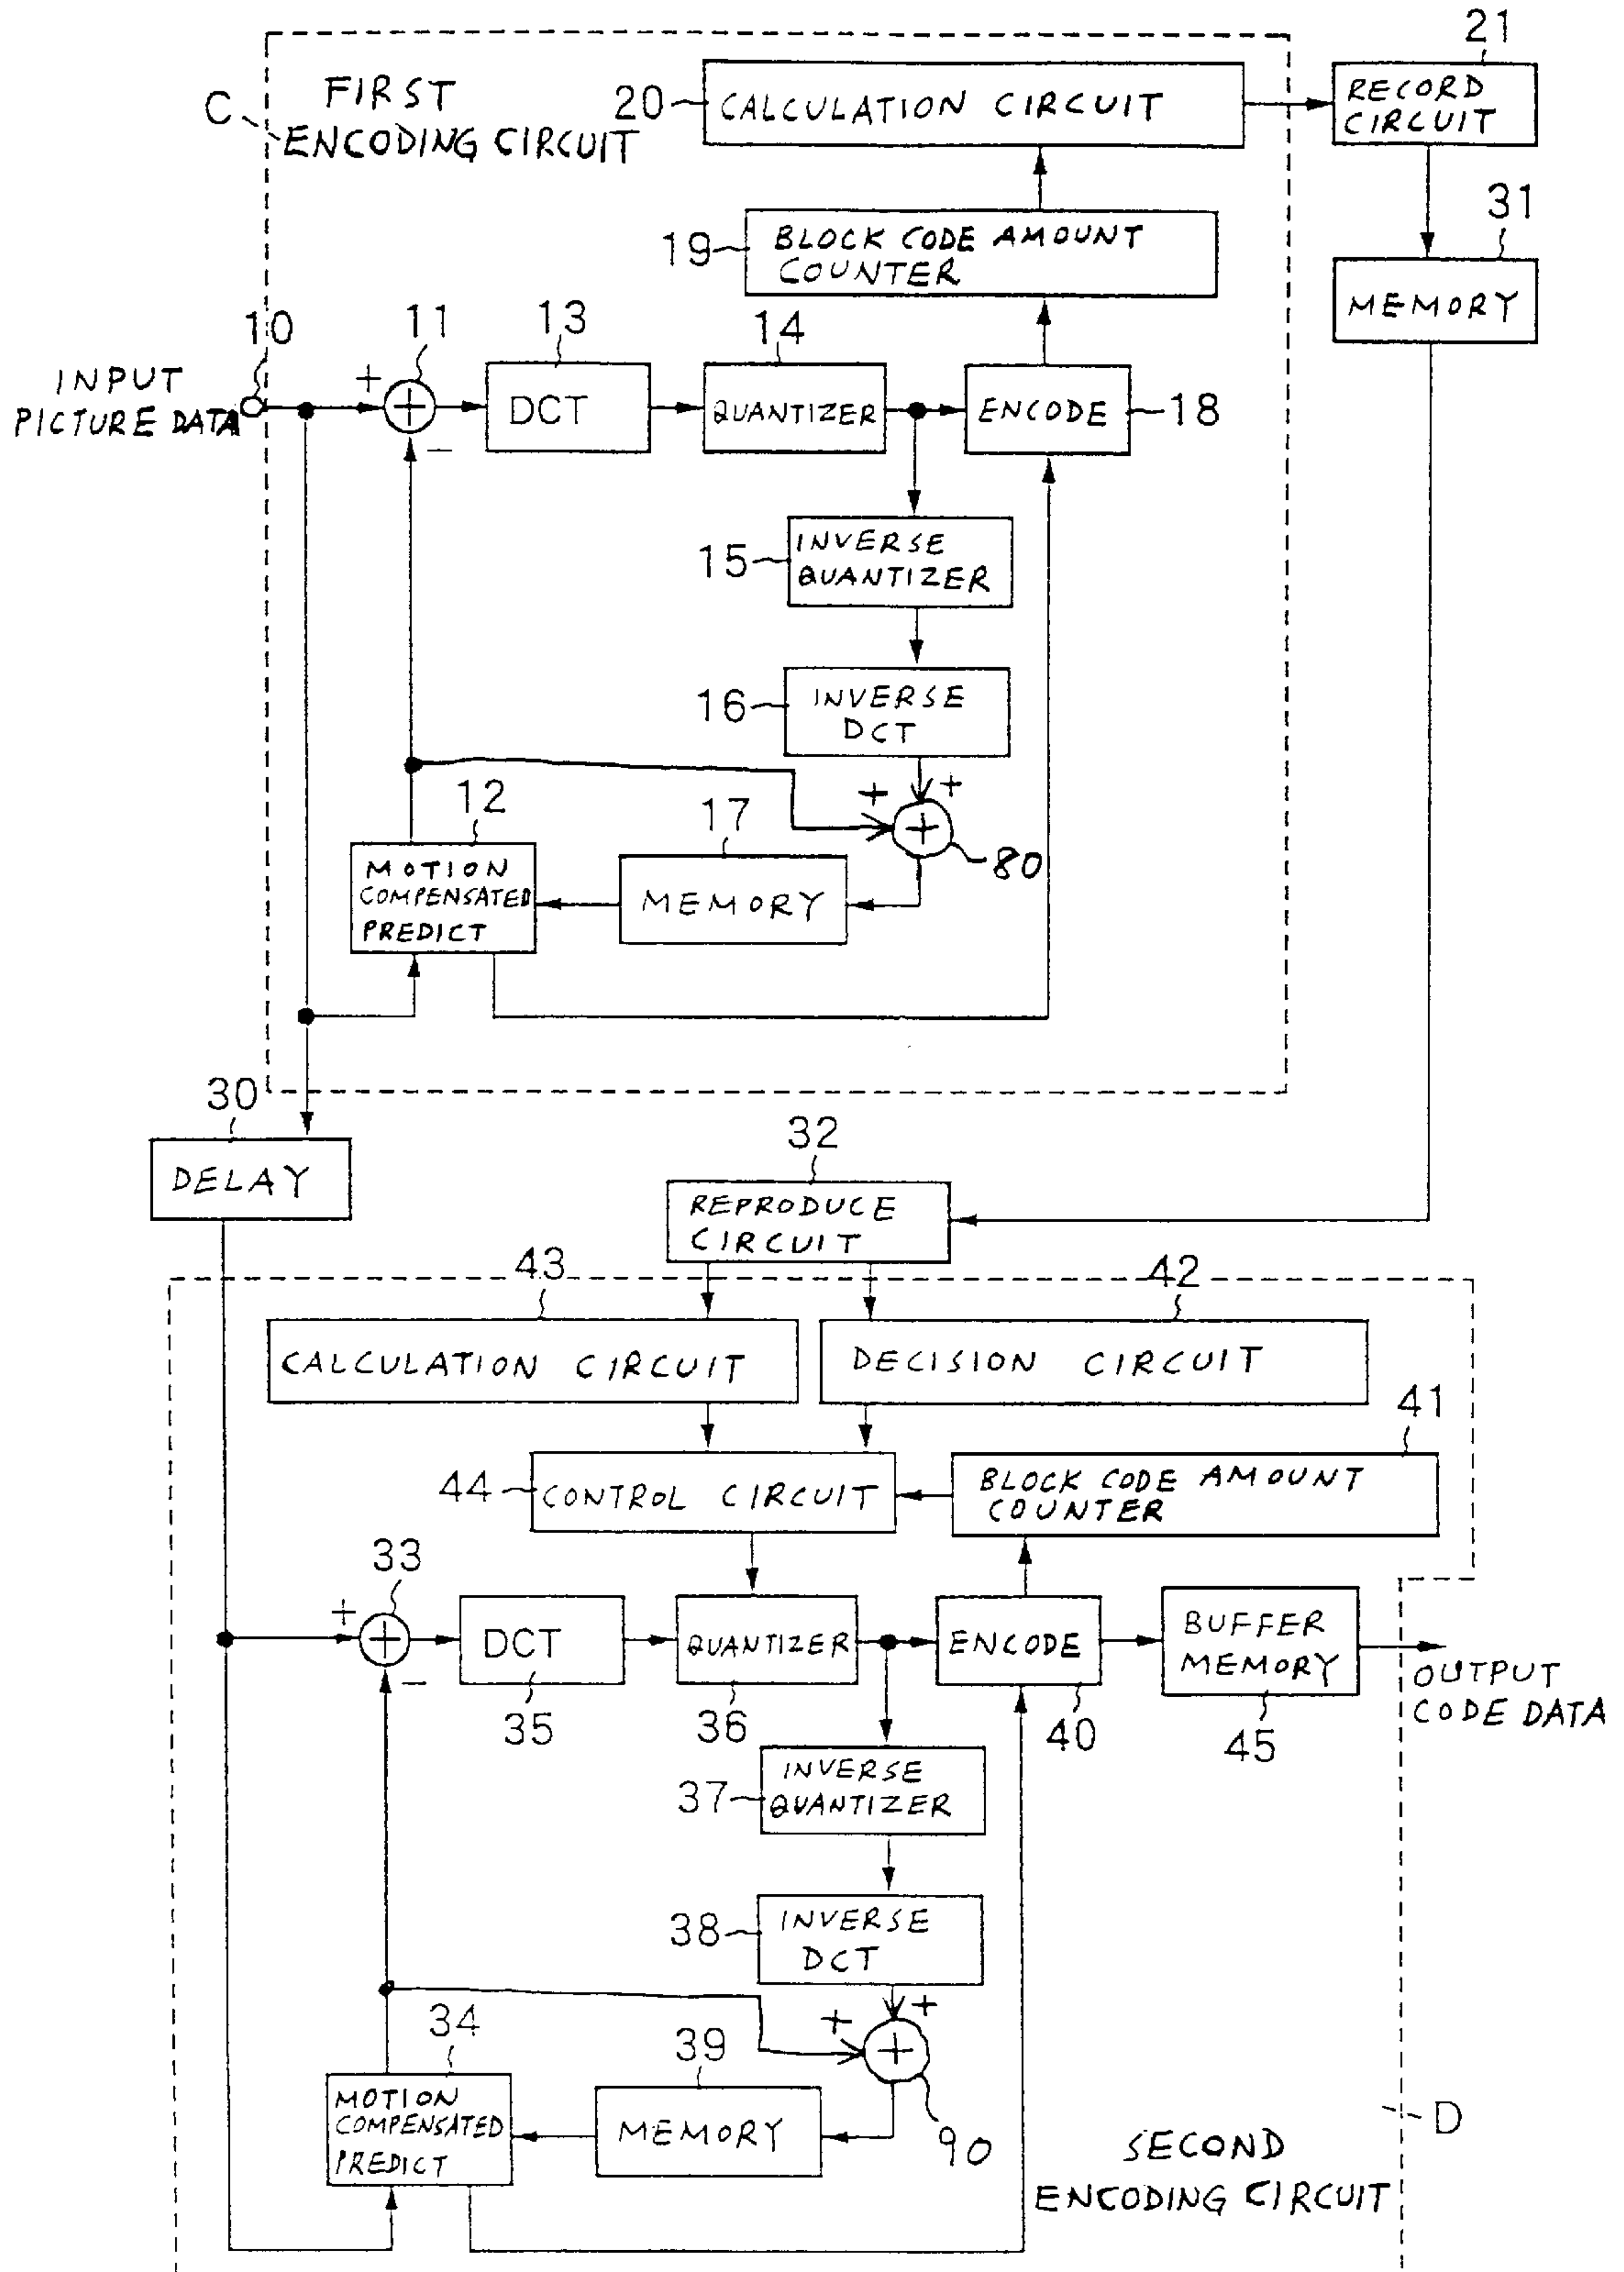 21
FIRST
C
ENCODING CIRCUIT
20
CALCULATION CIRCUIT
RECORD
CIRCUIT
31
19
BLOCK CODE AMOUNT
COUNTER
MEMORY
10
11
13
14
INPUT
PICTURE DATA
+
+
−
DCT
QUANTIZER
ENCODE
18
15
INVERSE
QUANTIZER
16
INVERSE
DCT
12
17
+
+
+
80
MOTION
COMPENSATED
PREDICT
MEMORY
30
DELAY
32
REPRODUCE
CIRCUIT
43
42
CALCULATION CIRCUIT
DECISION CIRCUIT
41
44
CONTROL CIRCUIT
BLOCK CODE AMOUNT
COUNTER
33
+
+
−
DCT
QUANTIZER
ENCODE
BUFFER
MEMORY
OUTPUT
CODE DATA
35
36
40
45
37
INVERSE
QUANTIZER
38
INVERSE
DCT
34
39
+
+
+
90
MOTION
COMPENSATED
PREDICT
MEMORY
D
SECOND
ENCODING CIRCUIT